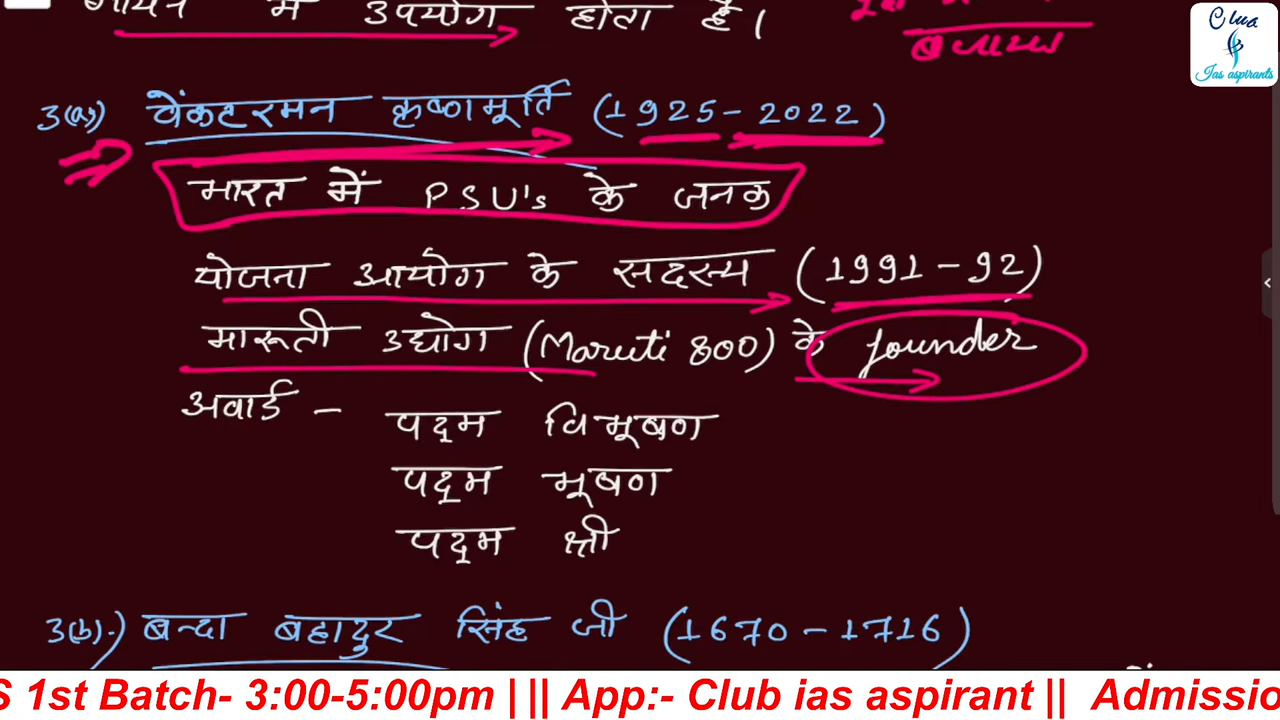 में उपयोग होता है।
बजाया
Club
Ias aspirants
3(a) वेंकटरमन कृष्णमूर्ति (1925-2022)
भारत में PSU's के जनक
योजना आयोग के सदस्य (1991-92)
मारूती उद्योग (Maruti 800) के founder
अवार्ड - पद्म विभूषण
पद्म भूषण
पद्म श्री
3(b).) बन्दा बहादुर सिंह जी (1670-1716)
S 1st Batch- 3:00-5:00pm | || App:- Club ias aspirant || Admissio